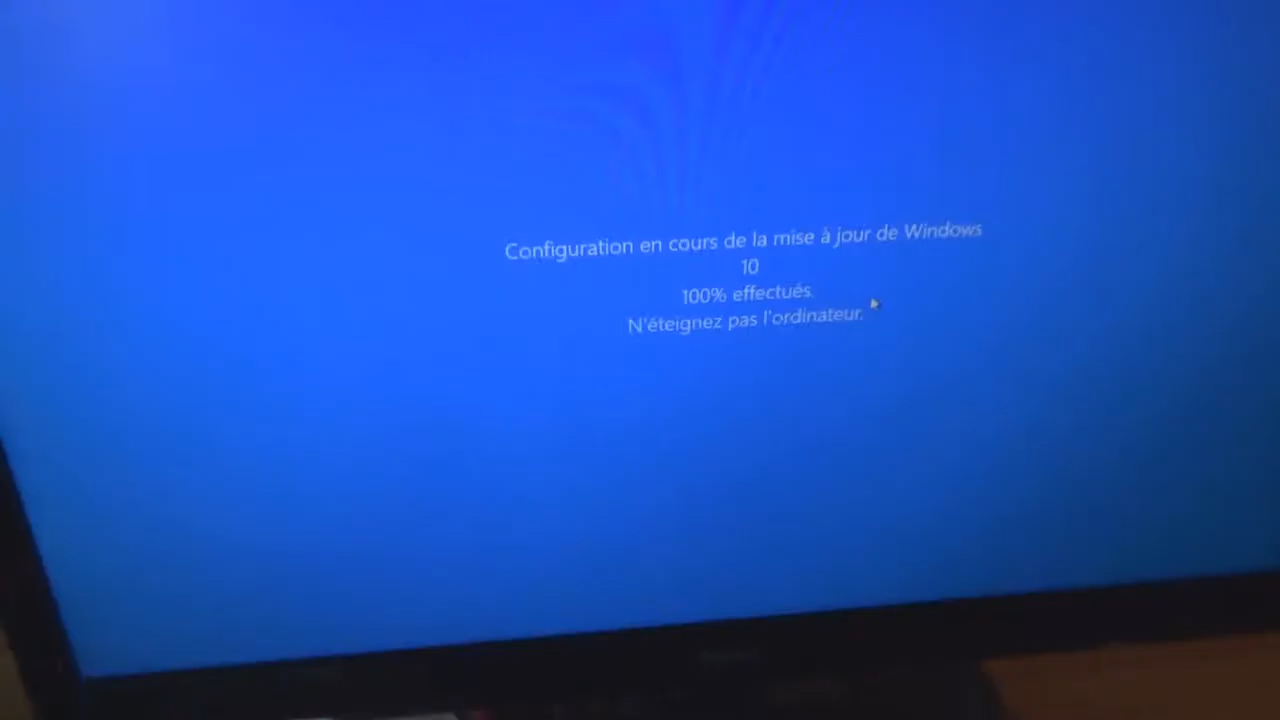 Configuration en cours de la mise à jour de Windows
10
100% effectués.
N'éteignez pas l'ordinateur.